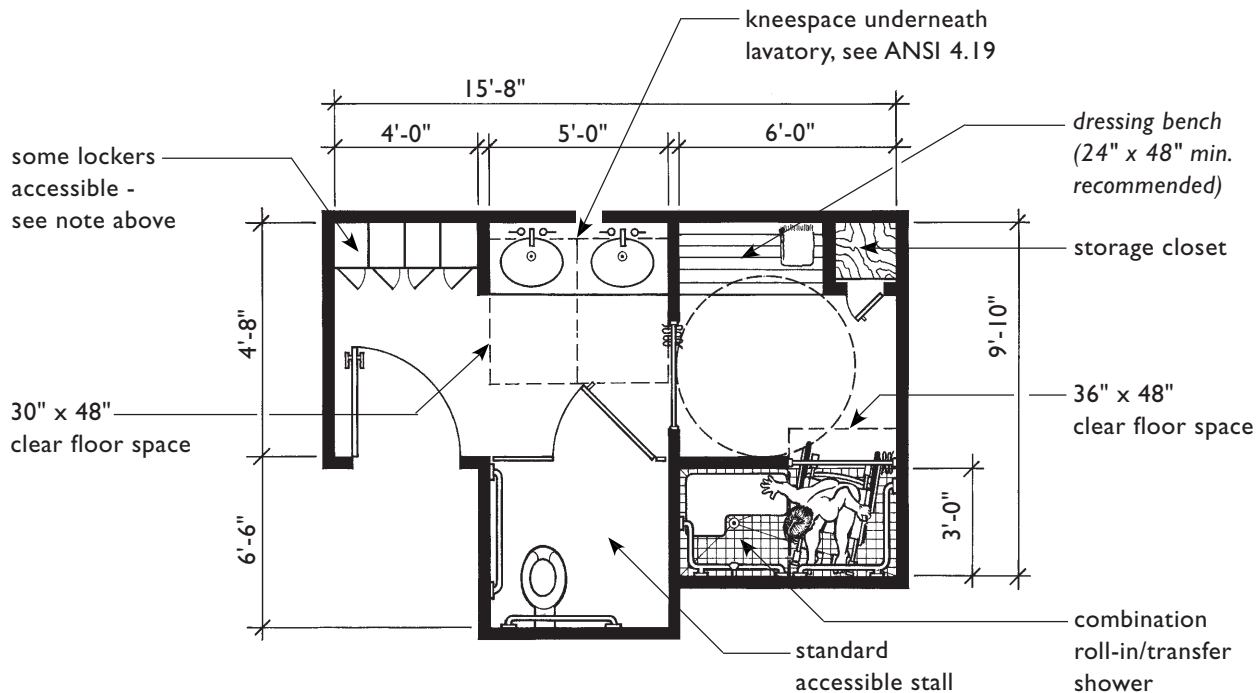 kneespace underneath
lavatory, see ANSI 4.19
15'-8"
4'-0"
5'-0"
6'-0"
some lockers
accessible -
see note above
dressing bench
(24" x 48" min.
recommended)
storage closet
4'-8"
9'-10"
30" x 48"
clear floor space
36" x 48"
clear floor space
6'-6"
3'-0"
standard
accessible stall
combination
roll-in/transfer
shower